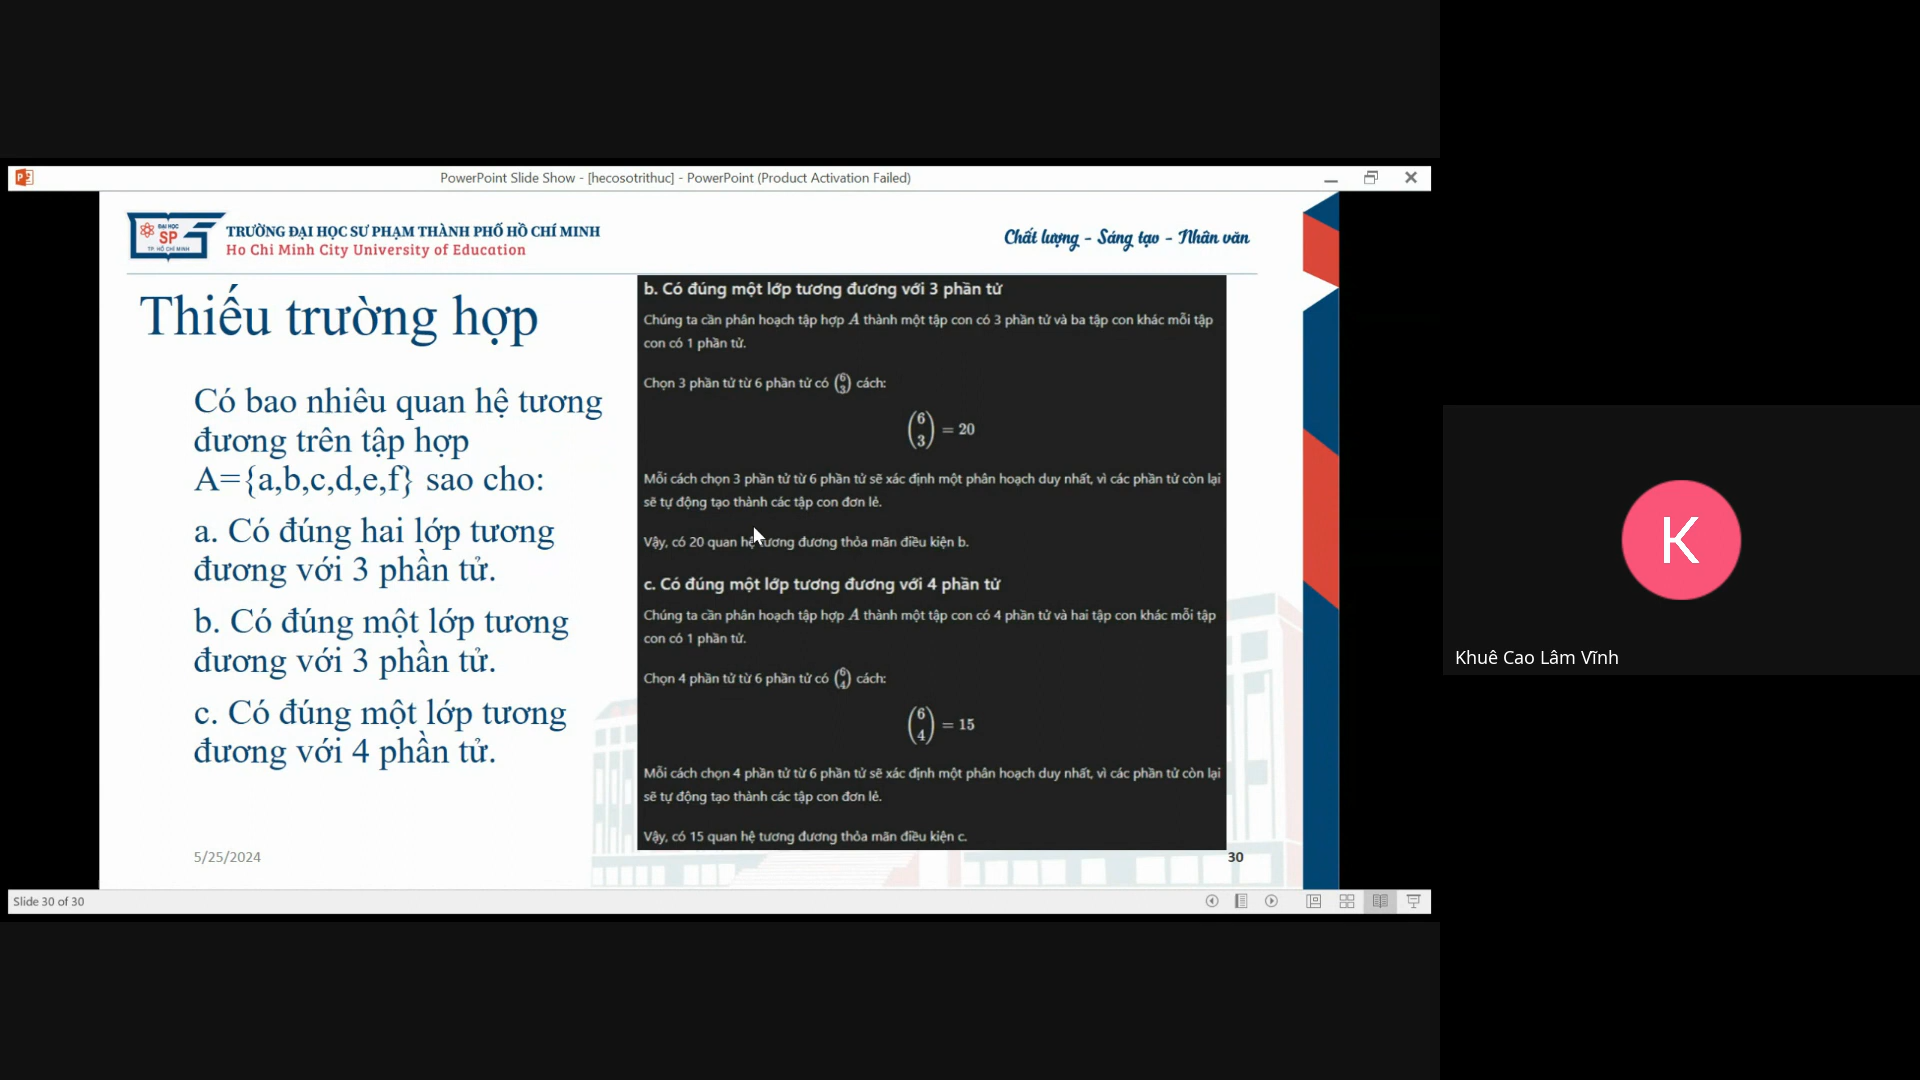 PowerPoint Slide Show - [hecosotrithuc] - PowerPoint (Product Activation Failed)
ĐẠI HỌC
SP
TP. HỒ CHÍ MINH
TRƯỜNG ĐẠI HỌC SƯ PHẠM THÀNH PHỐ HỒ CHÍ MINH
Ho Chi Minh City University of Education
Chất lượng - Sáng tạo - Nhân văn
Thiếu trường hợp
Có bao nhiêu quan hệ tương
đương trên tập hợp
A={a,b,c,d,e,f} sao cho:
a. Có đúng hai lớp tương
đương với 3 phần tử.
b. Có đúng một lớp tương
đương với 3 phần tử.
c. Có đúng một lớp tương
đương với 4 phần tử.
b. Có đúng một lớp tương đương với 3 phần tử
Chúng ta cần phân hoạch tập hợp A thành một tập con có 3 phần tử và ba tập con khác mỗi tập
con có 1 phần tử.
Chọn 3 phần tử từ 6 phần tử có (6 3) cách:
(6 3) = 20
Mỗi cách chọn 3 phần tử từ 6 phần tử sẽ xác định một phân hoạch duy nhất, vì các phần tử còn lại
sẽ tự động tạo thành các tập con đơn lẻ.
Vậy, có 20 quan hệ tương đương thỏa mãn điều kiện b.
c. Có đúng một lớp tương đương với 4 phần tử
Chúng ta cần phân hoạch tập hợp A thành một tập con có 4 phần tử và hai tập con khác mỗi tập
con có 1 phần tử.
Chọn 4 phần tử từ 6 phần tử có (6 4) cách:
(6 4) = 15
Mỗi cách chọn 4 phần tử từ 6 phần tử sẽ xác định một phân hoạch duy nhất, vì các phần tử còn lại
sẽ tự động tạo thành các tập con đơn lẻ.
Vậy, có 15 quan hệ tương đương thỏa mãn điều kiện c.
5/25/2024
30
Slide 30 of 30
K
Khuê Cao Lâm Vĩnh